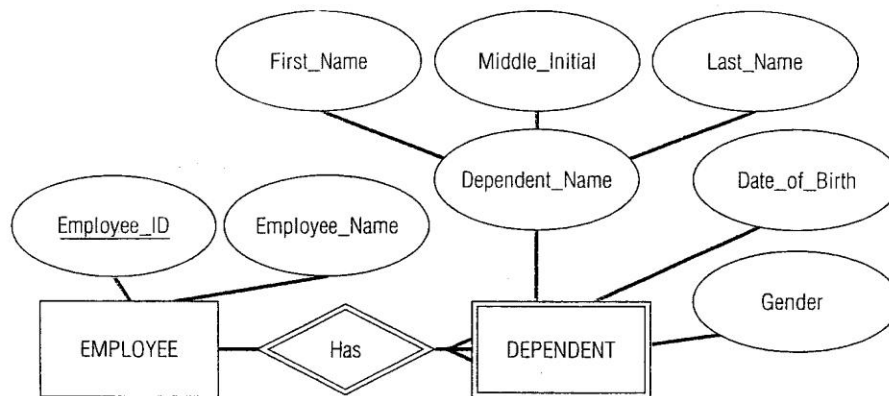 First_Name
Middle_Initial
Last_Name
Dependent_Name
Date_of_Birth
Employee_ID
Employee_Name
Gender
EMPLOYEE
Has
DEPENDENT